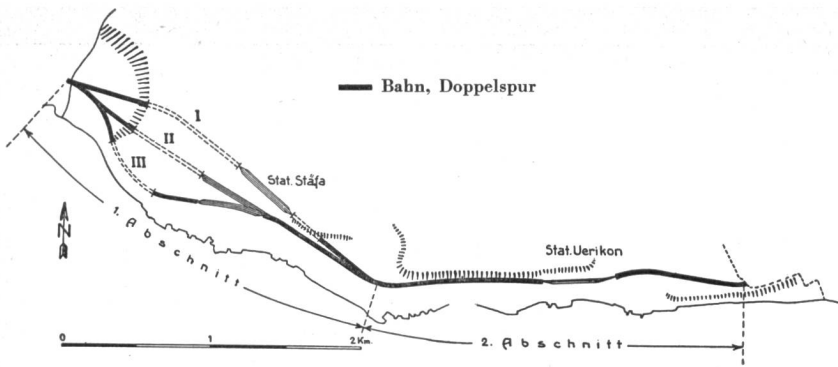 Bahn, Doppelspur
I
II
III
Stat. Stäfa
Stat. Uerikon
N
1. Abschnitt
2. Abschnitt
0 1 2 Km.